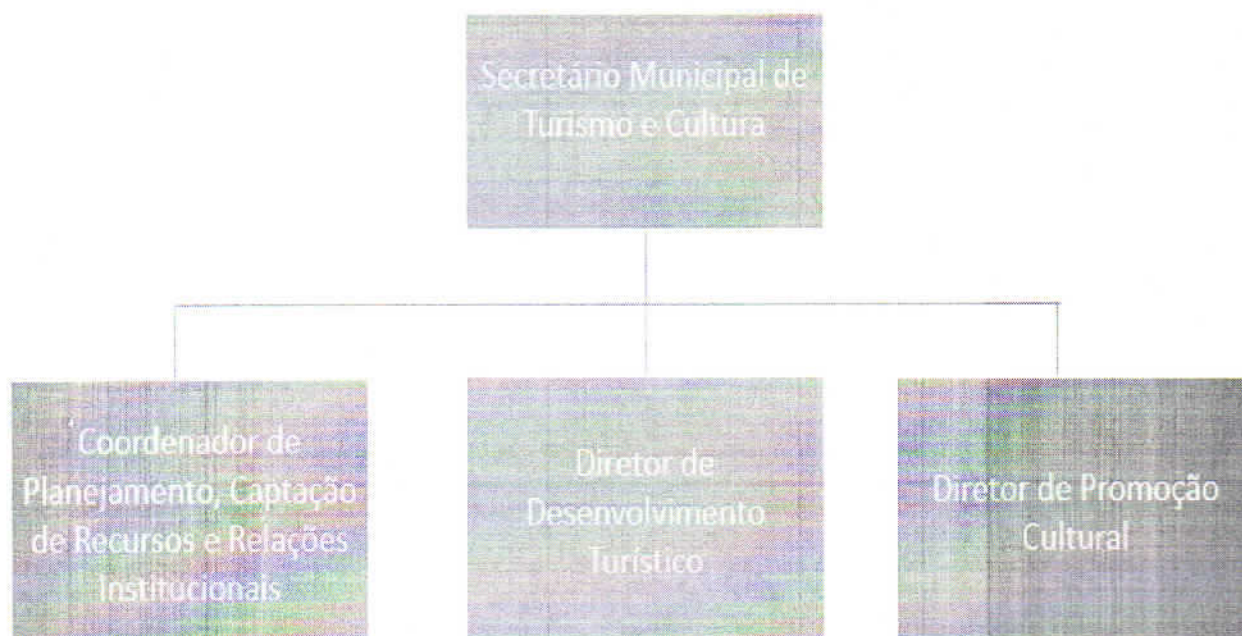 Secretário Municipal de
Turismo e Cultura
Coordenador de
Planejamento, Captação
de Recursos e Relações
Institucionais
Diretor de
Desenvolvimento
Turístico
Diretor de Promoção
Cultural